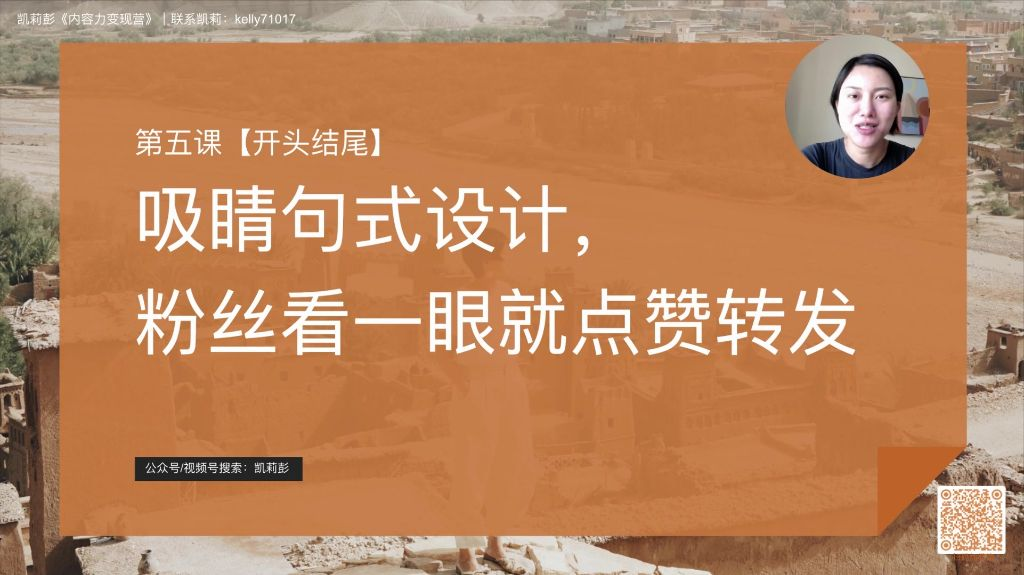 凯莉彭《内容力变现营》｜联系凯莉：kelly71017
第五课【开头结尾】
吸睛句式设计，
粉丝看一眼就点赞转发
公众号/视频号搜索：凯莉彭